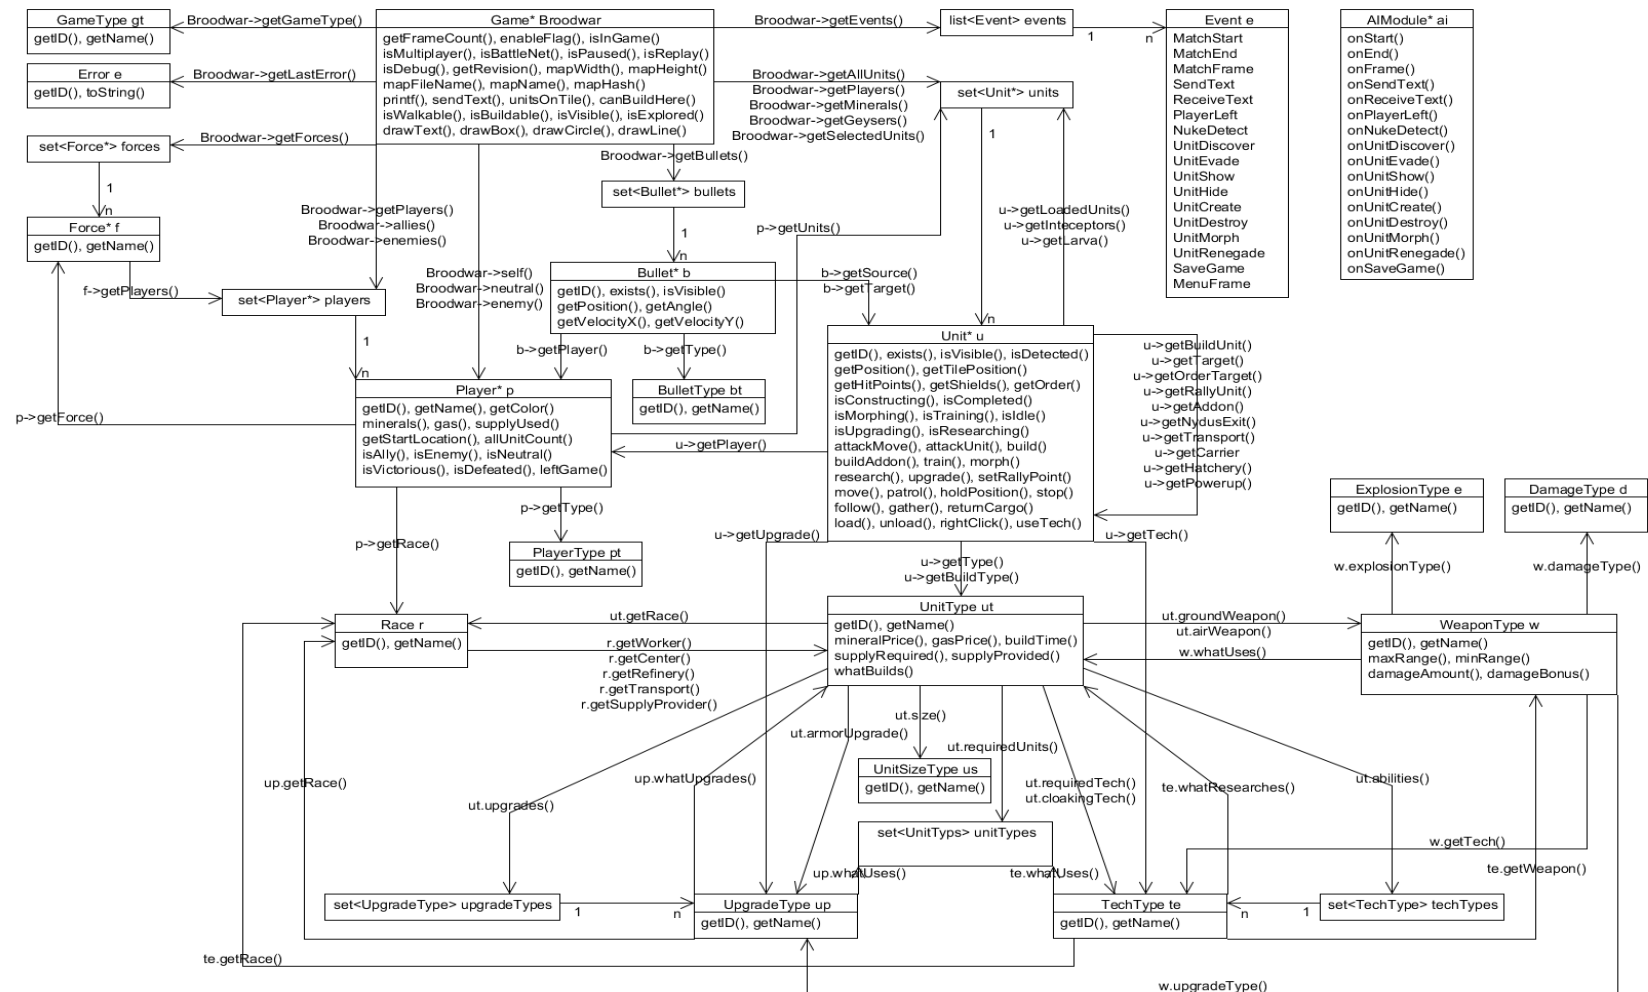 GameType gt
getID(), getName()
Broodwar->getGameType()
Game* Broodwar
getFrameCount(), enableFlag(), isInGame()
isMultiplayer(), isBattleNet(), isPaused(), isReplay()
isDebug(), getRevision(), mapWidth(), mapHeight()
mapFileName(), mapName(), mapHash()
printf(), sendText(), unitsOnTile(), canBuildHere()
isWalkable(), isBuildable(), isVisible(), isExplored()
drawText(), drawBox(), drawCircle(), drawLine()
Broodwar->getEvents()
list<Event> events
1
n
Event e
MatchStart
MatchEnd
MatchFrame
SendText
ReceiveText
PlayerLeft
NukeDetect
UnitDiscover
UnitEvade
UnitShow
UnitHide
UnitCreate
UnitDestroy
UnitMorph
UnitRenegade
SaveGame
MenuFrame
AIModule* ai
onStart()
onEnd()
onFrame()
onSendText()
onReceiveText()
onPlayerLeft()
onNukeDetect()
onUnitDiscover()
onUnitEvade()
onUnitShow()
onUnitHide()
onUnitCreate()
onUnitDestroy()
onUnitMorph()
onUnitRenegade()
onSaveGame()
Error e
getID(), toString()
Broodwar->getLastError()
Broodwar->getAllUnits()
Broodwar->getPlayers()
Broodwar->getMinerals()
Broodwar->getGeysers()
Broodwar->getSelectedUnits()
set<Unit*> units
1
n
set<Force*> forces
Broodwar->getForces()
1
n
Force* f
getID(), getName()
Broodwar->getBullets()
set<Bullet*> bullets
1
n
Broodwar->getPlayers()
Broodwar->allies()
Broodwar->enemies()
p->getUnits()
u->getLoadedUnits()
u->getInteceptors()
u->getLarva()
Bullet* b
getID(), exists(), isVisible()
getPosition(), getAngle()
getVelocityX(), getVelocityY()
b->getSource()
b->getTarget()
Broodwar->self()
Broodwar->neutral()
Broodwar->enemy()
f->getPlayers()
set<Player*> players
1
n
b->getPlayer()
b->getType()
BulletType bt
getID(), getName()
Unit* u
getID(), exists(), isVisible(), isDetected()
getPosition(), getTilePosition()
getHitPoints(), getShields(), getOrder()
isConstructing(), isCompleted()
isMorphing(), isTraining(), isIdle()
isUpgrading(), isResearching()
attackMove(), attackUnit(), build()
buildAddon(), train(), morph()
research(), upgrade(), setRallyPoint()
move(), patrol(), holdPosition(), stop()
follow(), gather(), returnCargo()
load(), unload(), rightClick(), useTech()
u->getBuildUnit()
u->getTarget()
u->getOrderTarget()
u->getRallyUnit()
u->getAddon()
u->getNydusExit()
u->getTransport()
u->getCarrier
u->getHatchery()
u->getPowerup()
Player* p
getID(), getName(), getColor()
minerals(), gas(), supplyUsed()
getStartLocation(), allUnitCount()
isAlly(), isEnemy(), isNeutral()
isVictorious(), isDefeated(), leftGame()
p->getForce()
u->getPlayer()
p->getType()
PlayerType pt
getID(), getName()
p->getRace()
u->getUpgrade()
u->getTech()
u->getType()
u->getBuildType()
ExplosionType e
getID(), getName()
DamageType d
getID(), getName()
w.explosionType()
w.damageType()
Race r
getID(), getName()
ut.getRace()
r.getWorker()
r.getCenter()
r.getRefinery()
r.getTransport()
r.getSupplyProvider()
UnitType ut
getID(), getName()
mineralPrice(), gasPrice(), buildTime()
supplyRequired(), supplyProvided()
whatBuilds()
ut.groundWeapon()
ut.airWeapon()
w.whatUses()
WeaponType w
getID(), getName()
maxRange(), minRange()
damageAmount(), damageBonus()
ut.size()
ut.armorUpgrade()
ut.requiredUnits()
UnitSizeType us
getID(), getName()
up.getRace()
up.whatUpgrades()
ut.upgrades()
ut.requiredTech()
ut.cloakingTech()
te.whatResearches()
ut.abilities()
set<UnitTyps> unitTypes
w.getTech()
te.getWeapon()
up.whatUses()
te.whatUses()
set<UpgradeType> upgradeTypes
1
n
UpgradeType up
getID(), getName()
TechType te
getID(), getName()
n
1
set<TechType> techTypes
te.getRace()
w.upgradeType()